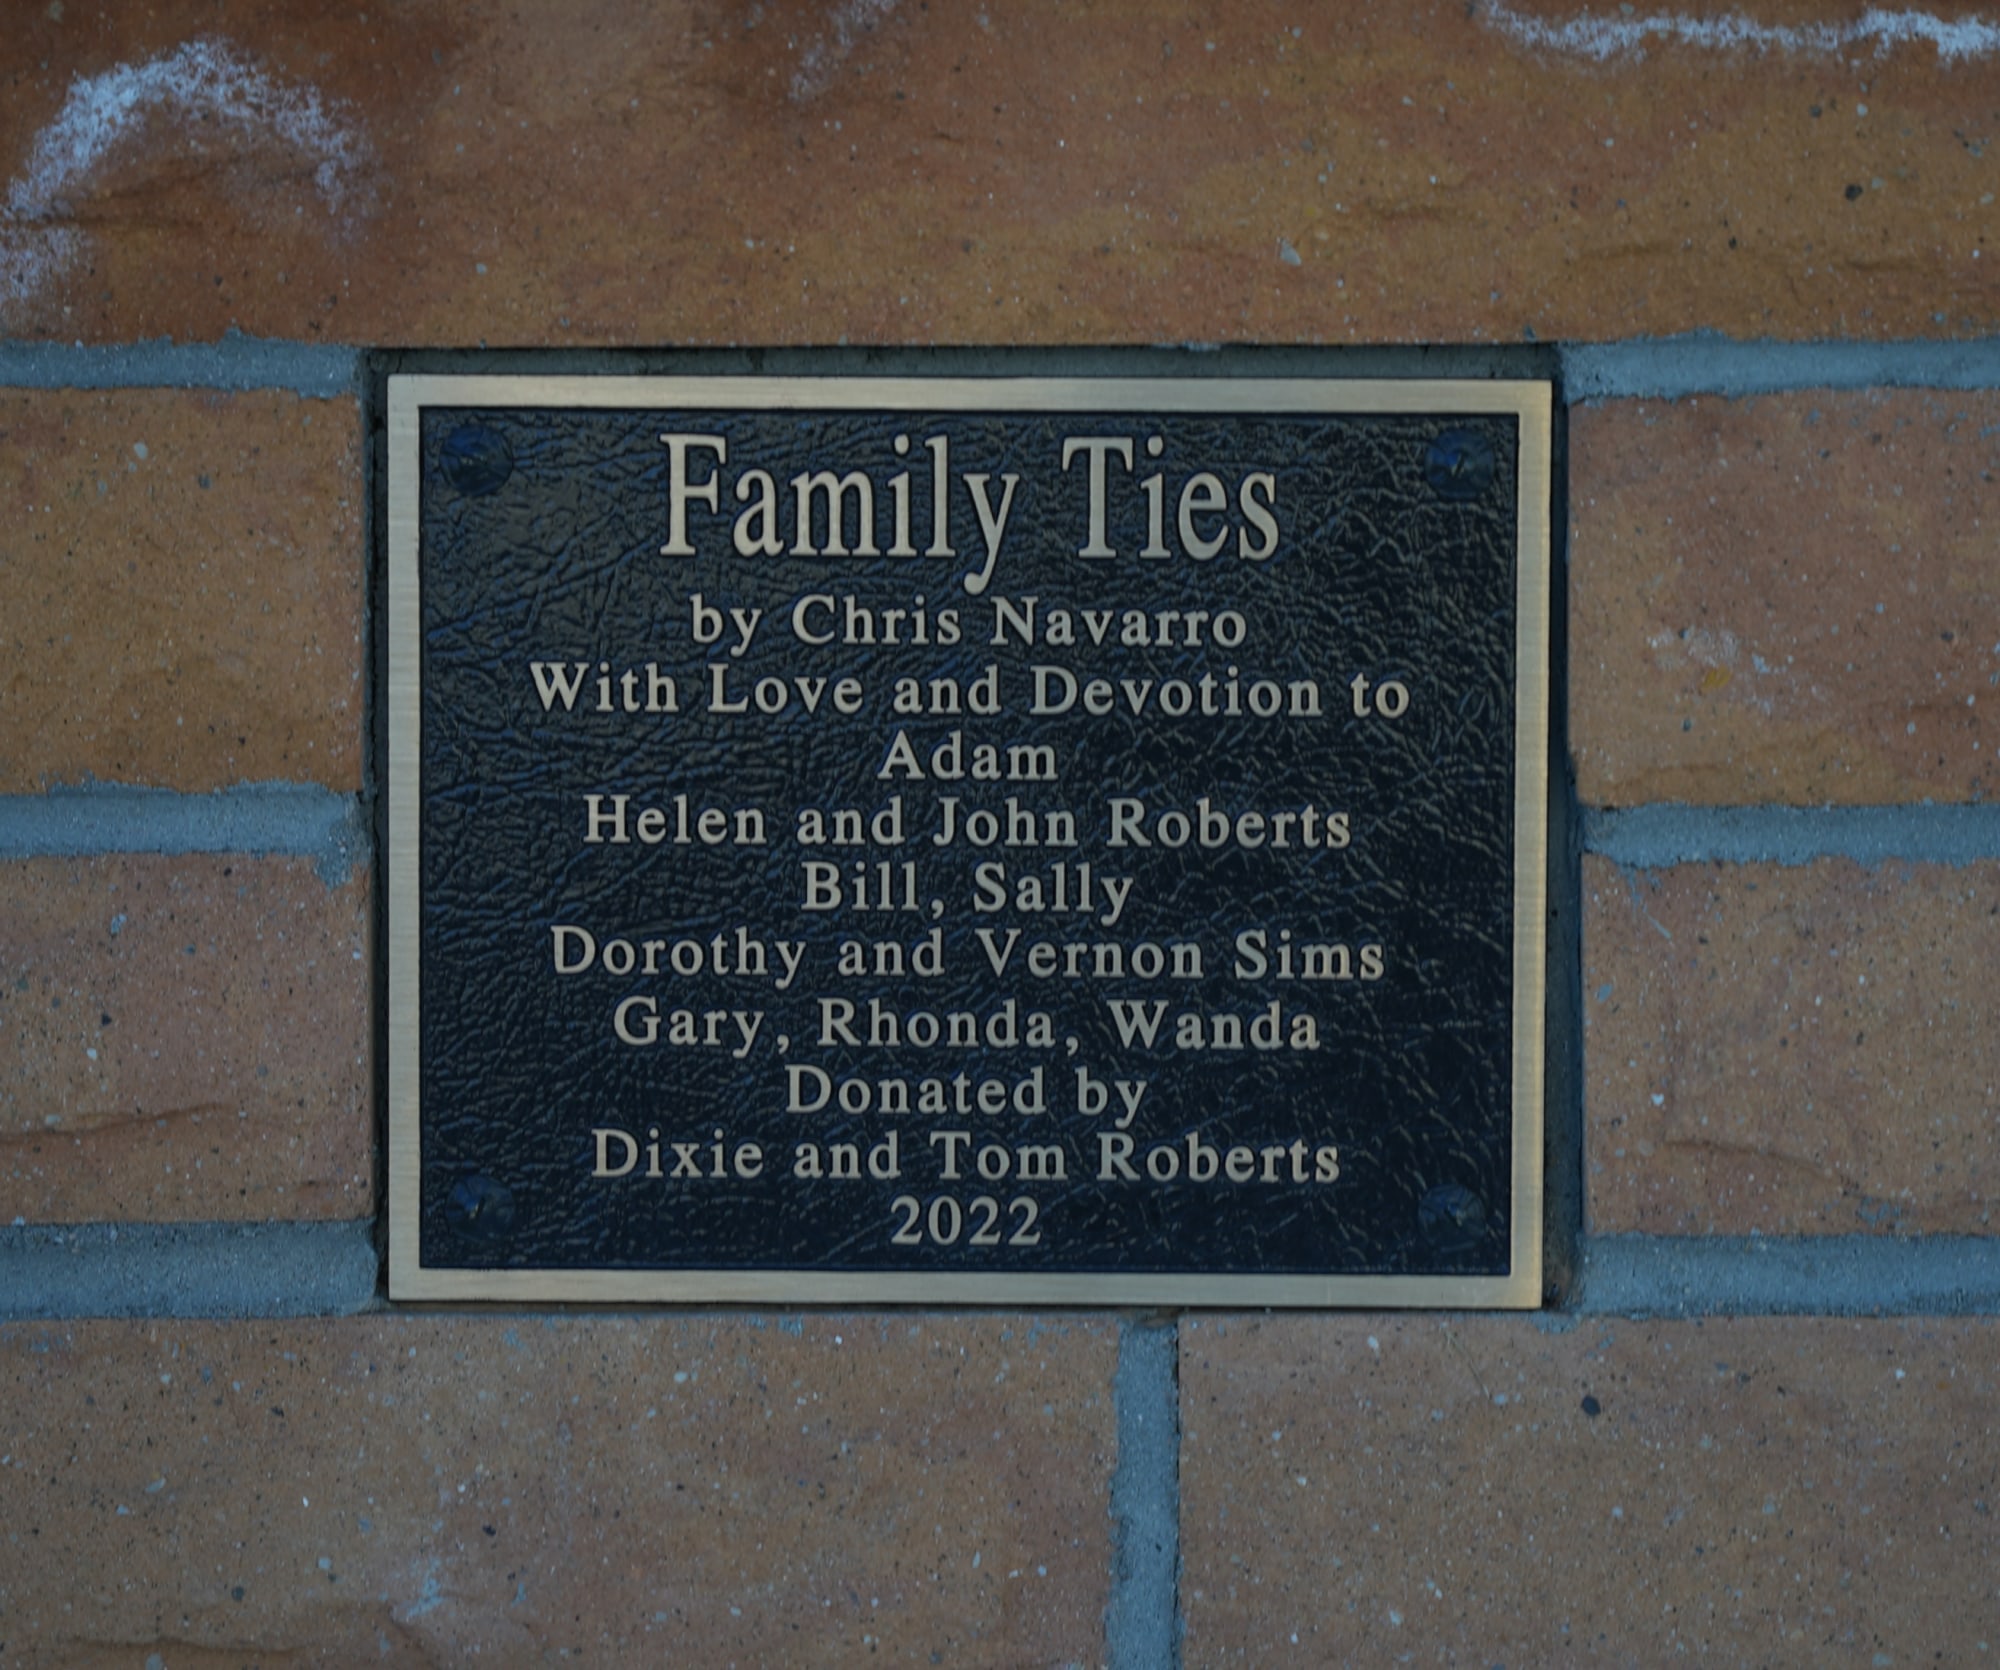 Family Ties
by Chris Navarro
With Love and Devotion to
Adam
Helen and John Roberts
Bill, Sally
Dorothy and Vernon Sims
Gary, Rhonda, Wanda
Donated by
Dixie and Tom Roberts
2022